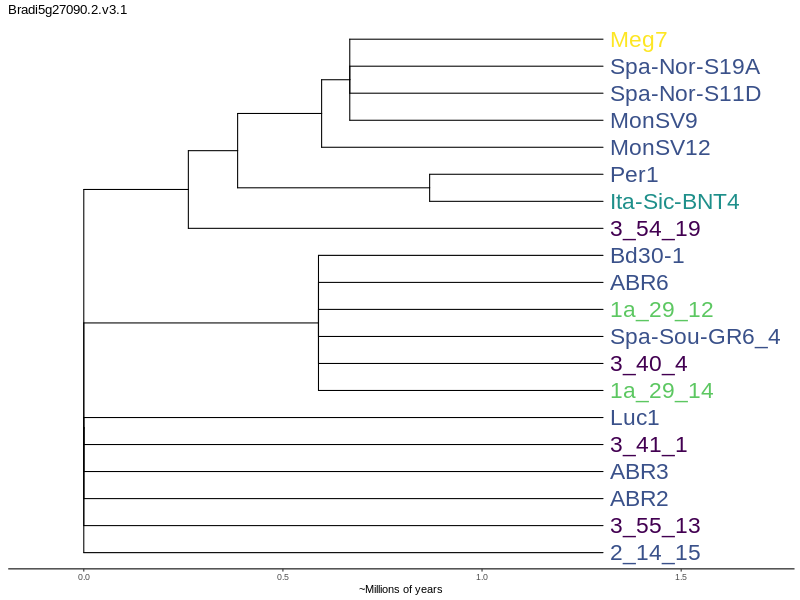 Bradi5g27090.2.v3.1
Meg7
Spa-Nor-S19A
Spa-Nor-S11D
MonSV9
MonSV12
Per1
Ita-Sic-BNT4
3_54_19
Bd30-1
ABR6
1a_29_12
Spa-Sou-GR6_4
3_40_4
1a_29_14
Luc1
3_41_1
ABR3
ABR2
3_55_13
2_14_15
0.0 0.5 1.0 1.5
~Millions of years